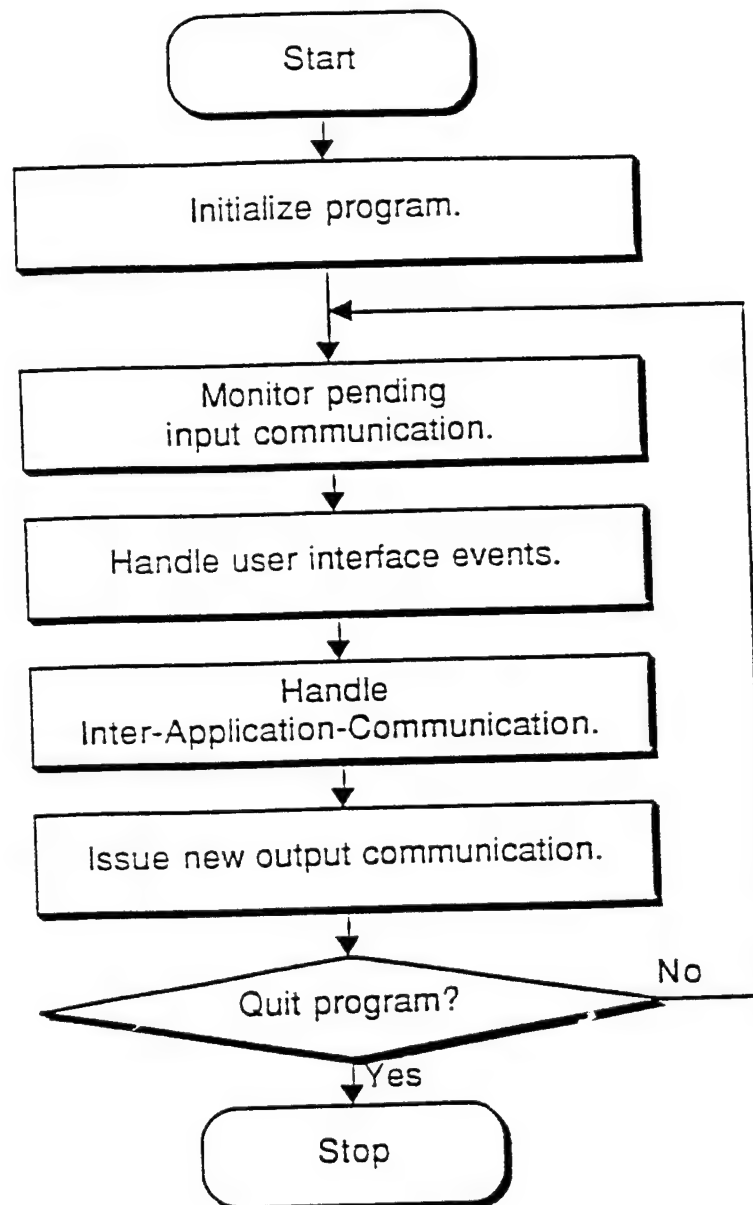 Start
Initialize program.
Monitor pending
input communication.
Handle user interface events.
Handle
Inter-Application-Communication.
Issue new output communication.
Quit program?
No
Yes
Stop